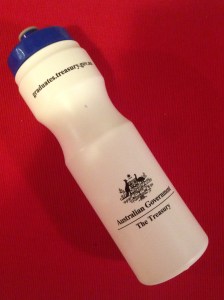 graduates.treasury.gov.au
Australian Government
The Treasury